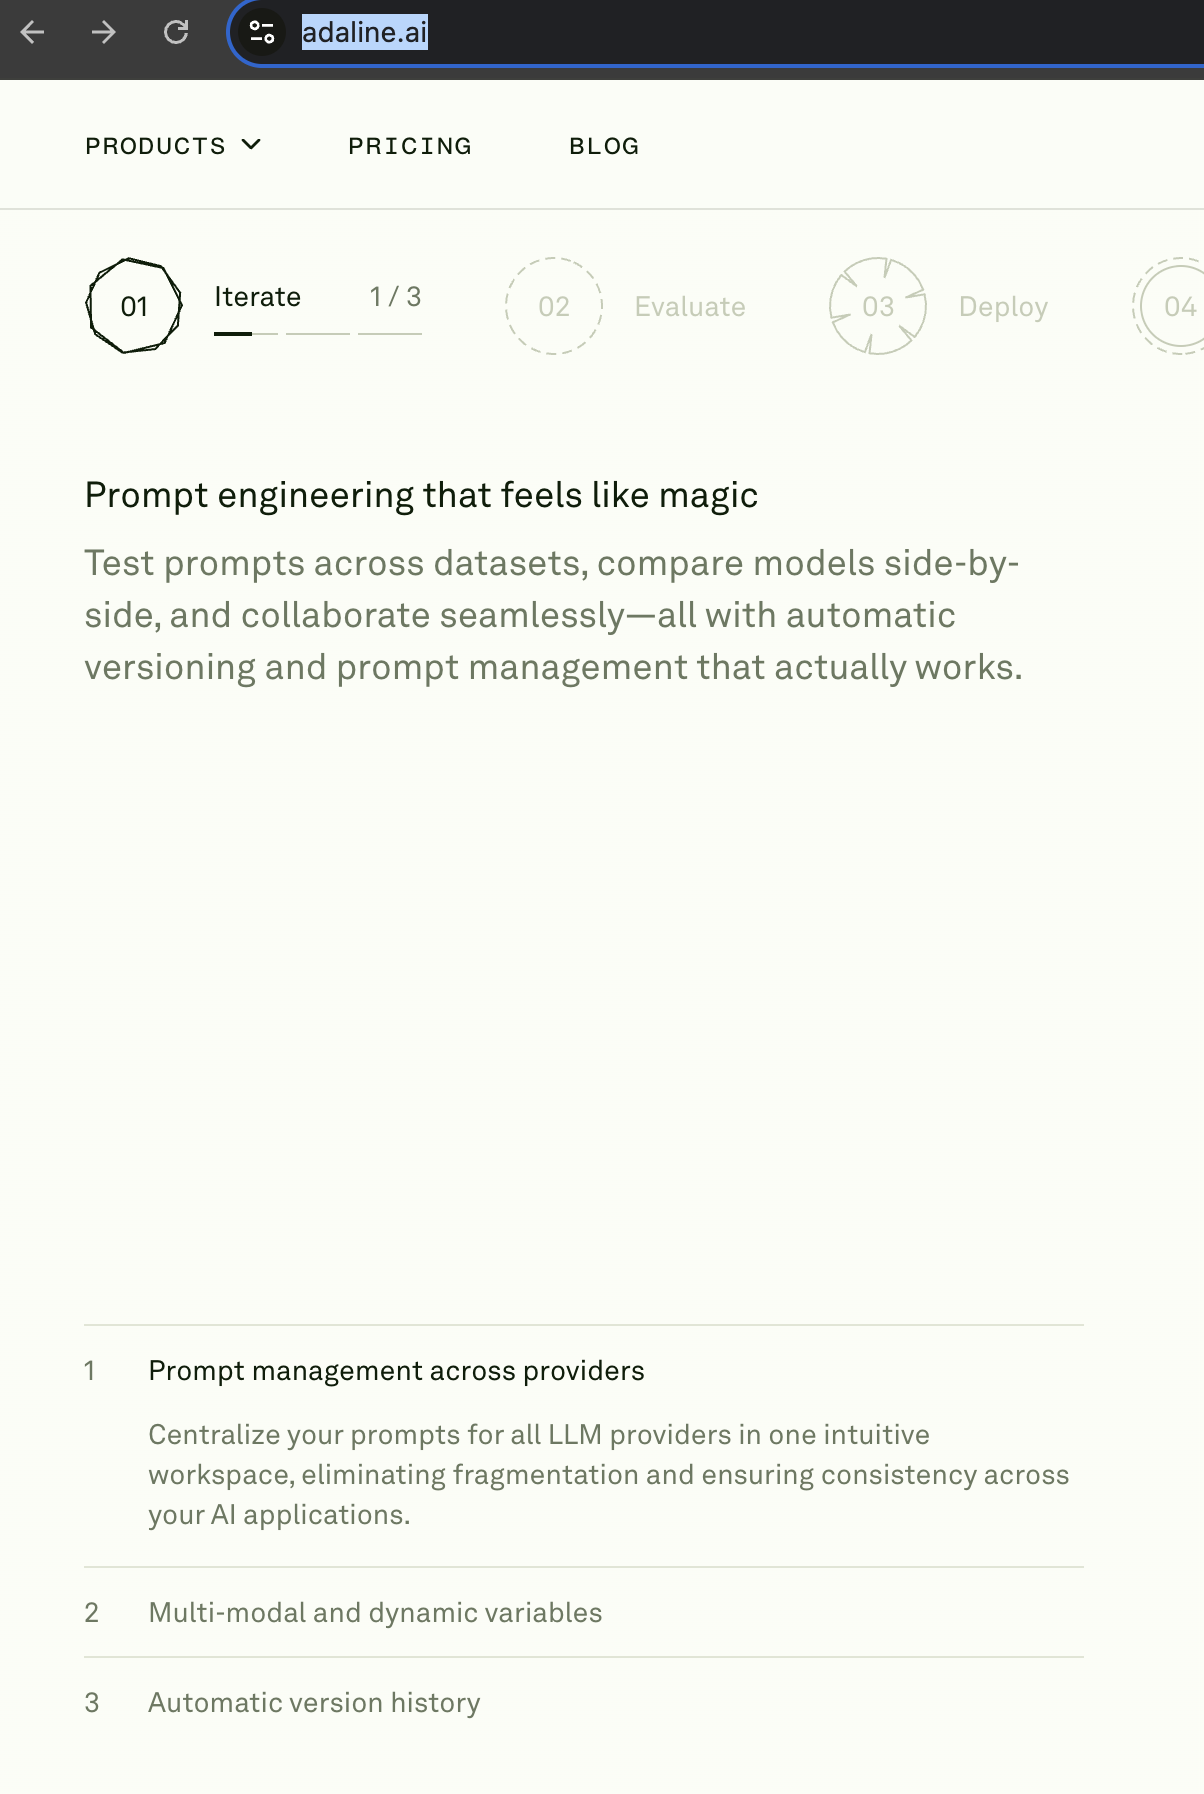 adaline.ai
PRODUCTS
PRICING
BLOG
01
Iterate
1 / 3
02
Evaluate
03
Deploy
04
Prompt engineering that feels like magic
Test prompts across datasets, compare models side-by-
side, and collaborate seamlessly—all with automatic
versioning and prompt management that actually works.
1
Prompt management across providers
Centralize your prompts for all LLM providers in one intuitive
workspace, eliminating fragmentation and ensuring consistency across
your AI applications.
2
Multi-modal and dynamic variables
3
Automatic version history